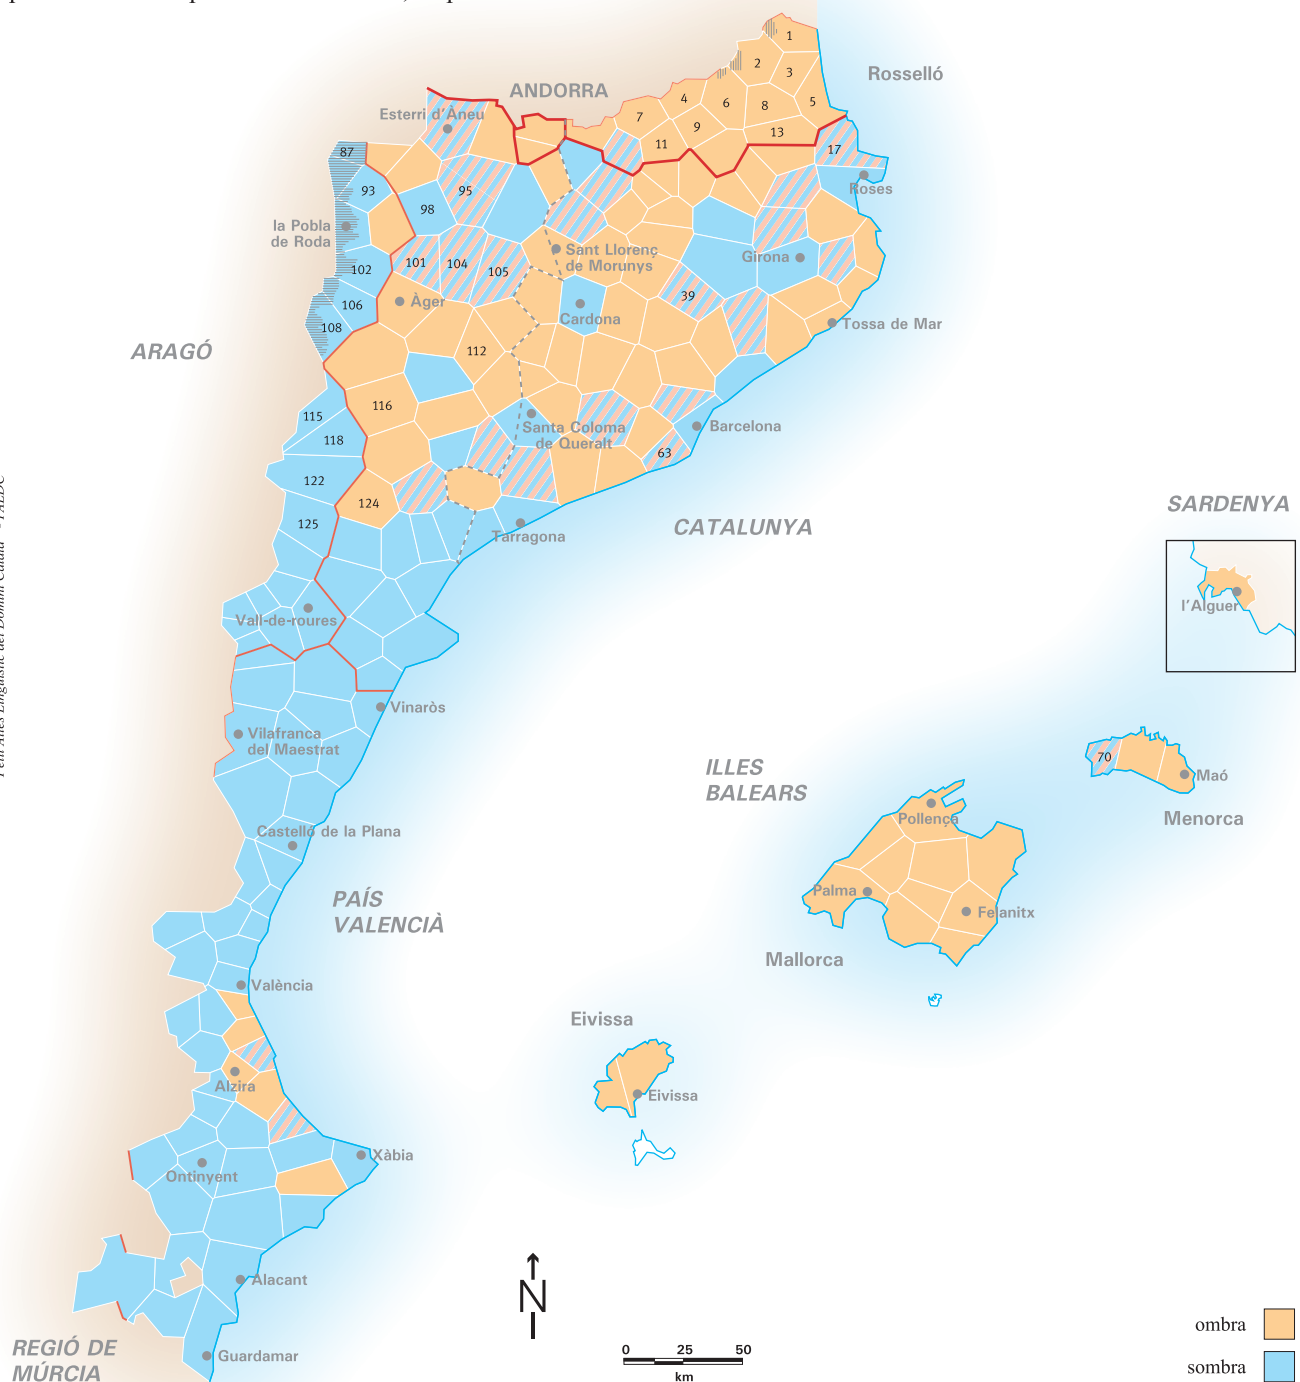 ANDORRA
Rosselló
Esterri d'Àneu
1
2
3
4
5
6
7
8
9
11
13
17
87
93
95
98
la Pobla
de Roda
Roses
Sant Llorenç
de Morunys
Girona
101
104
105
102
106
108
Àger
39
Cardona
Tossa de Mar
ARAGÓ
112
116
115
118
Santa Coloma
de Queralt
Barcelona
63
122
124
125
Tarragona
CATALUNYA
SARDENYA
l'Alguer
Vall-de-roures
Vinaròs
Vilafranca
del Maestrat
ILLES
BALEARS
70
Maó
Menorca
Pollença
Castelló de la Plana
PAÍS
VALENCIÀ
Palma
Felanitx
Mallorca
València
Eivissa
Alzira
Eivissa
Xàbia
Ontinyent
Alacant
N
Guardamar
REGIÓ DE
MÚRCIA
0 25 50
km
ombra
sombra